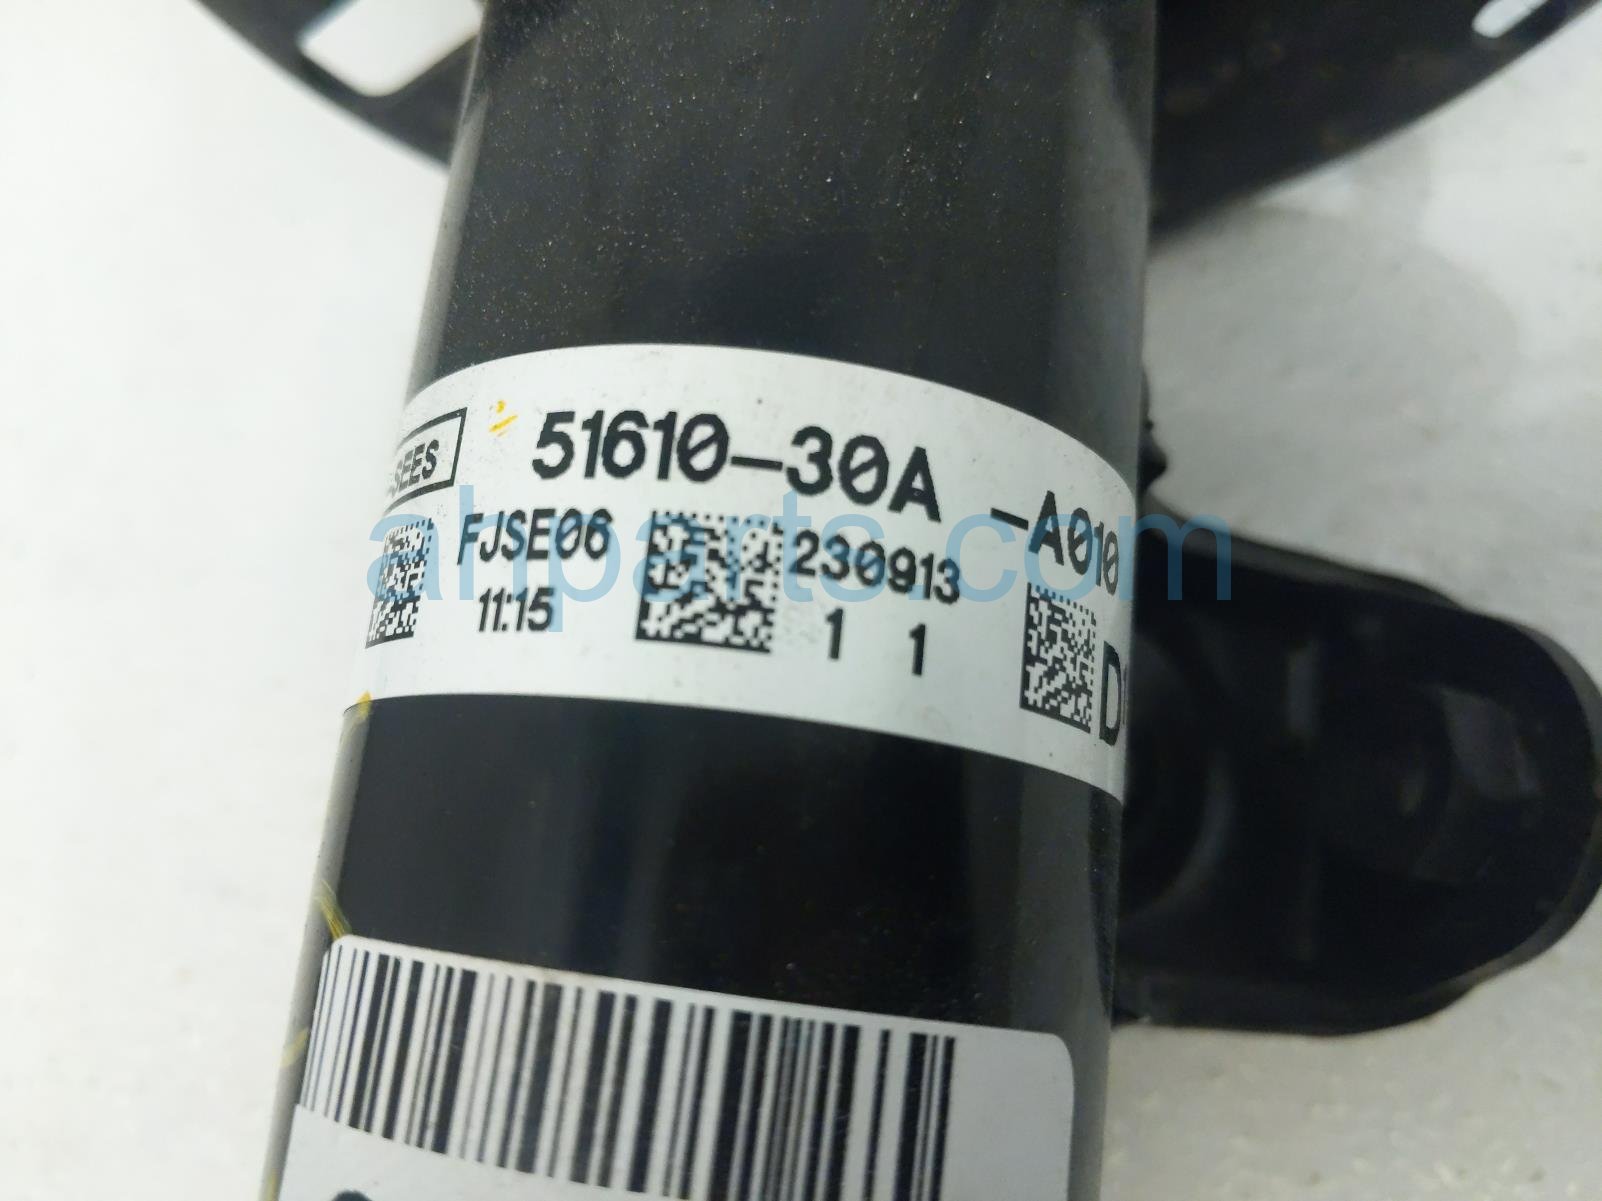 SEES 51610-30A -A010
FJSE06 230913
11:15 1 1
ahparts.com